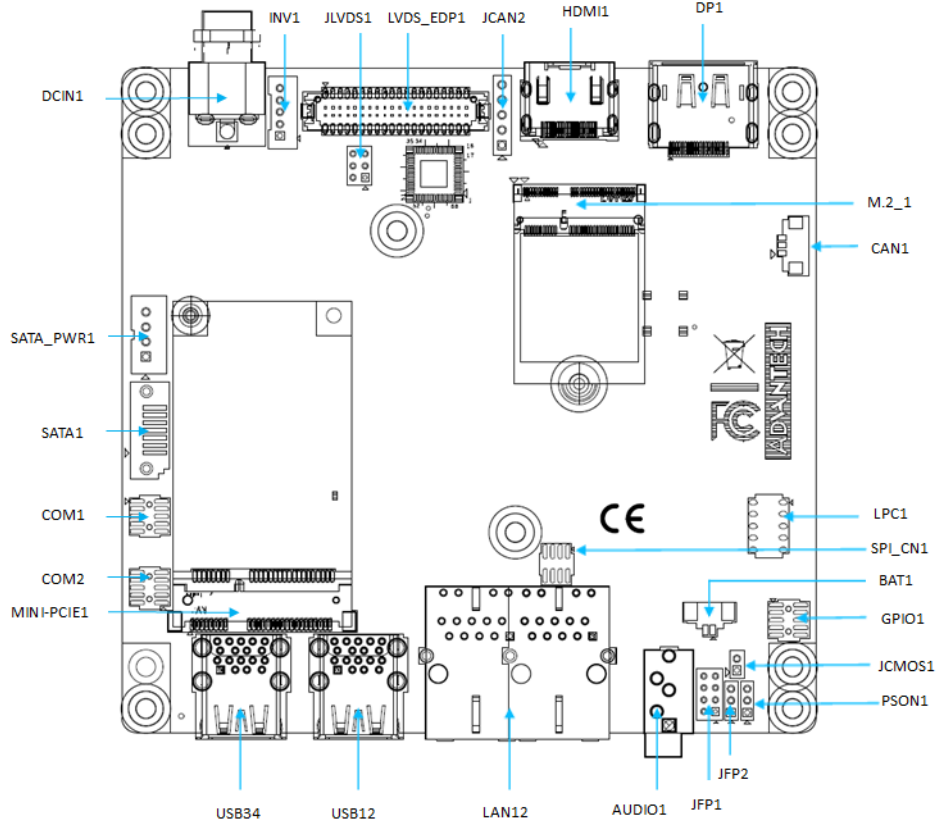 INV1
JLVDS1
LVDS_EDP1
JCAN2
HDMI1
DP1
DCIN1
M.2_1
CAN1
SATA_PWR1
ADVANTECH
FC
SATA1
COM1
LPC1
CE
SPI_CN1
COM2
BAT1
MINI-PCIE1
GPIO1
JCMOS1
PSON1
JFP2
USB34
USB12
LAN12
AUDIO1
JFP1